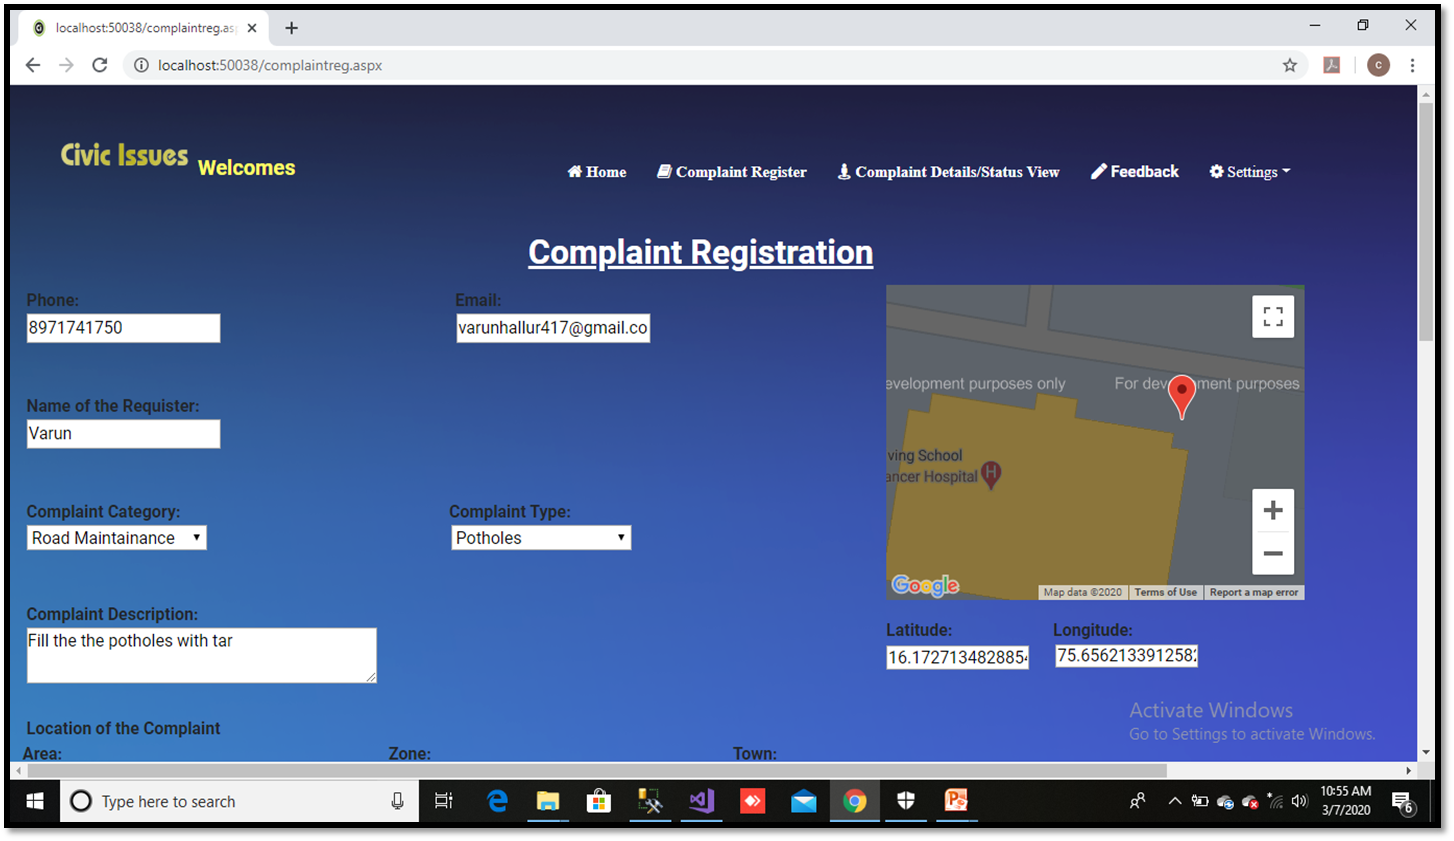 localhost:50038/complaintreg.as
localhost:50038/complaintreg.aspx
C
Civic Issues Welcomes
Home Complaint Register Complaint Details/Status View Feedback Settings
Complaint Registration
Phone: Email:
8971741750 varunhallur417@gmail.co
evelopment purposes only For dev ment purposes
Name of the Requister:
Varun
ving School
ancer Hospital H
Complaint Category: Complaint Type:
Road Maintainance Potholes
Google Map data ©2020 Terms of Use Report a map error
Complaint Description:
Fill the the potholes with tar
Latitude: Longitude:
16.1727134828854 75.6562133912582
Activate Windows
Go to Settings to activate Windows.
Location of the Complaint
Area: Zone: Town:
Type here to search
10:55 AM
3/7/2020
6